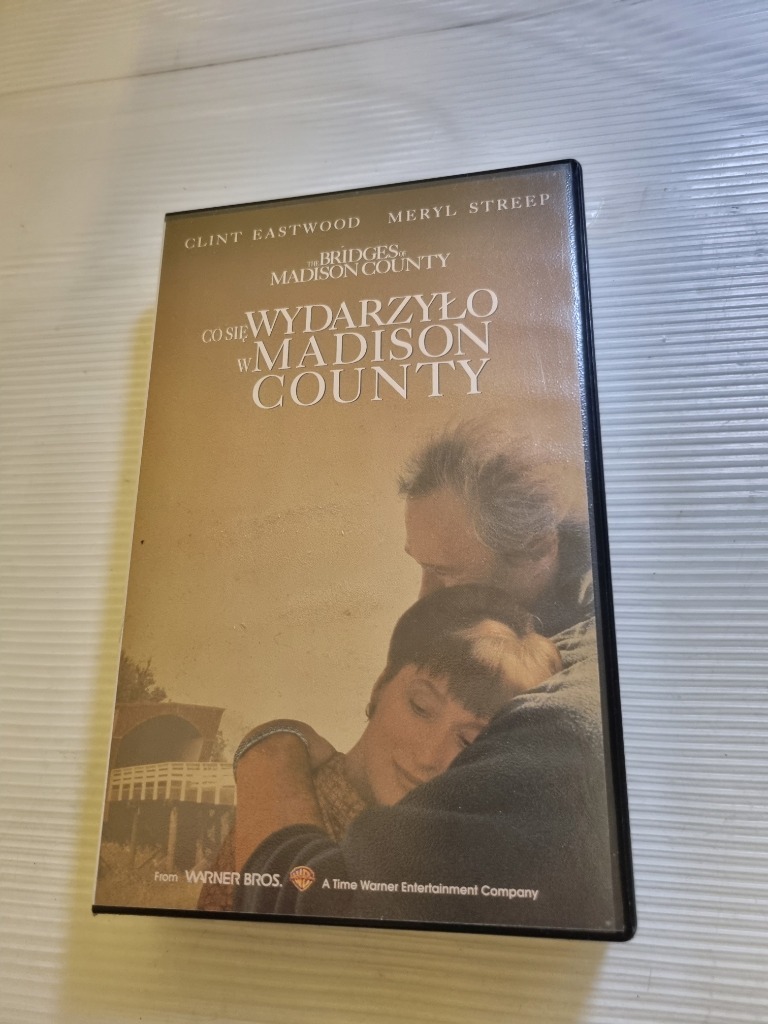 CLINT EASTWOOD MERYL STREEP
THE BRIDGES OF
MADISON COUNTY
CO SIĘ WYDARZYŁO
W MADISON
COUNTY
From WARNER BROS. A Time Warner Entertainment Company